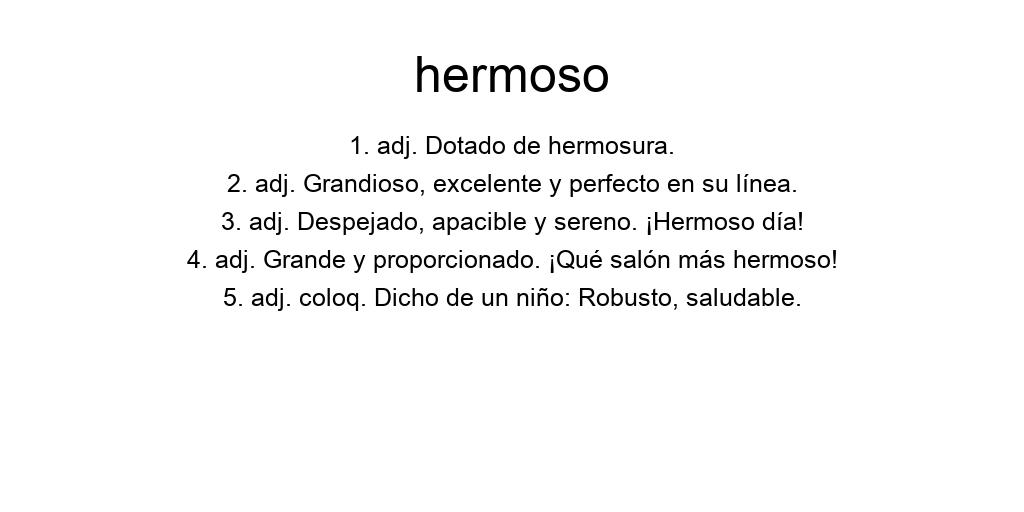 hermoso
1. adj. Dotado de hermosura.
2. adj. Grandioso, excelente y perfecto en su línea.
3. adj. Despejado, apacible y sereno. ¡Hermoso día!
4. adj. Grande y proporcionado. ¡Qué salón más hermoso!
5. adj. coloq. Dicho de un niño: Robusto, saludable.